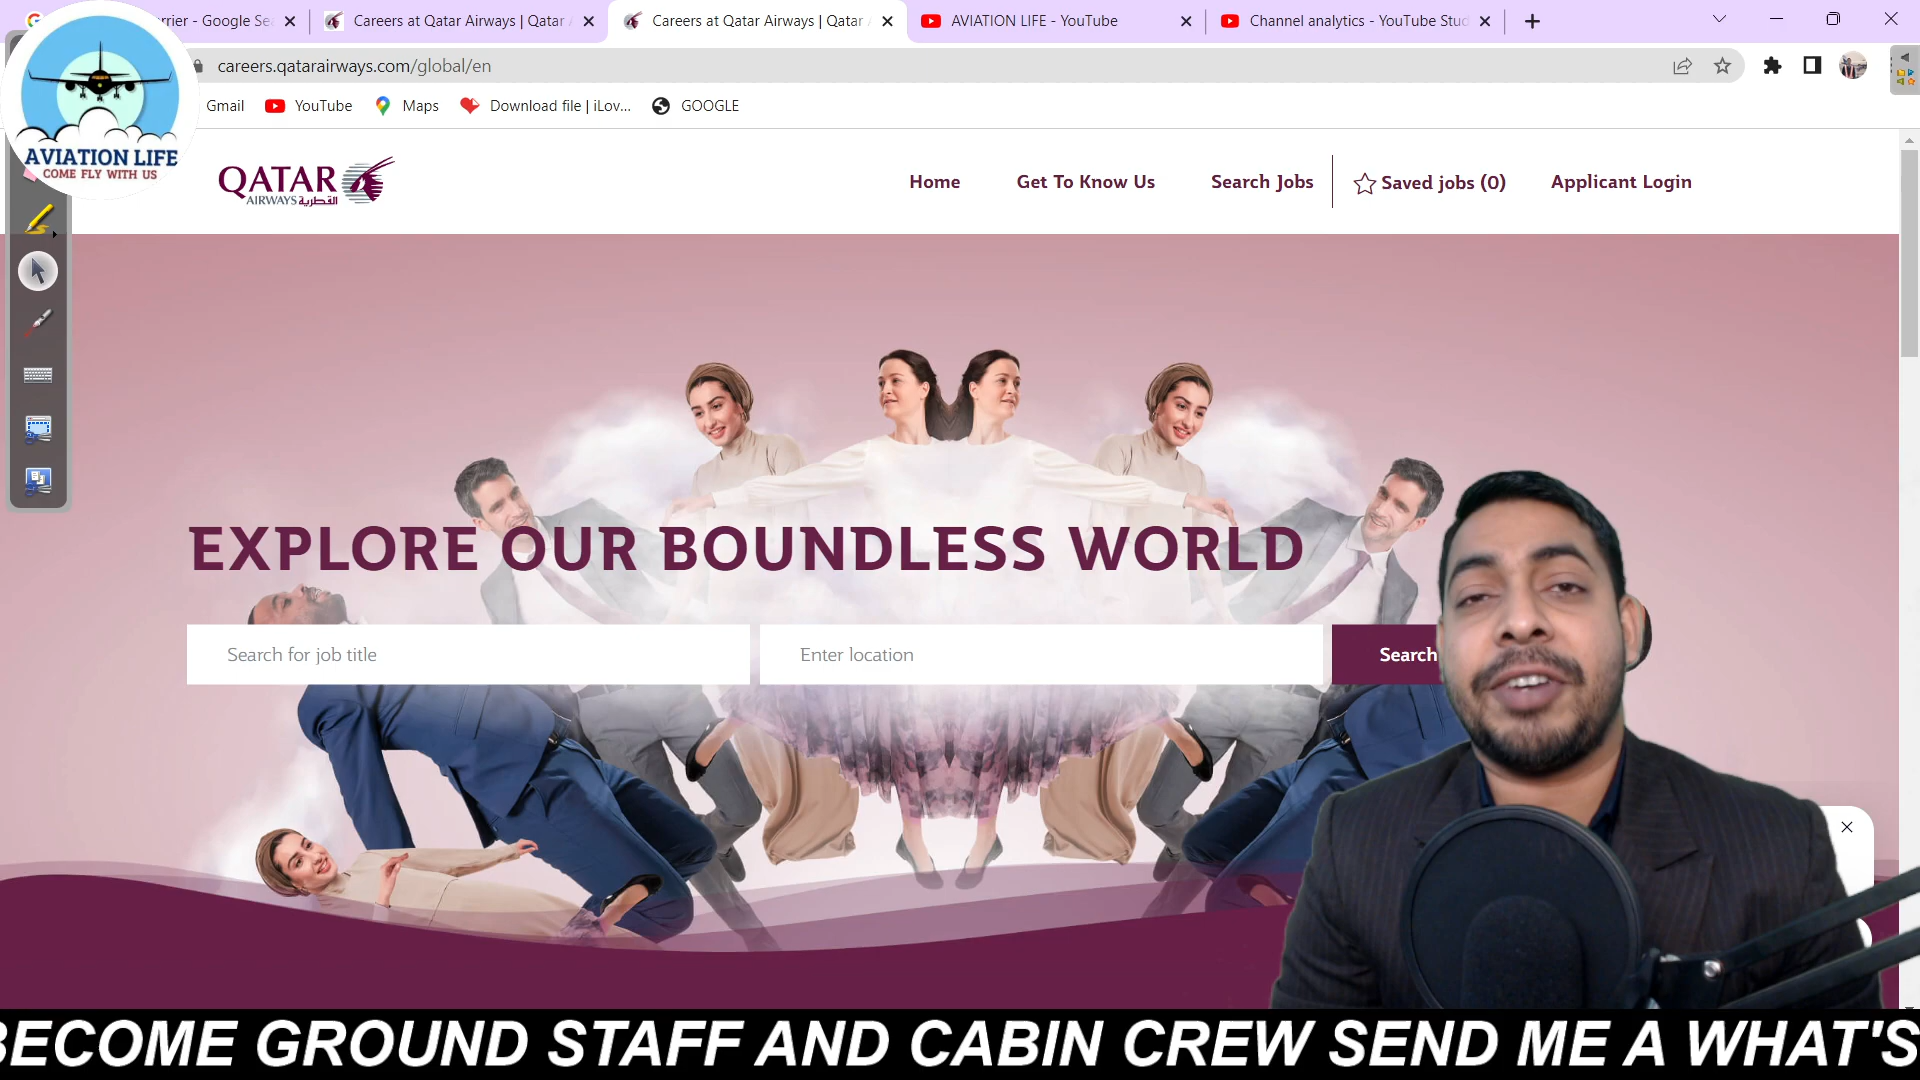 rrier - Google Se
Careers at Qatar Airways | Qatar
Careers at Qatar Airways | Qatar
AVIATION LIFE - YouTube
Channel analytics - YouTube Stud
careers.qatarairways.com/global/en
Gmail
YouTube
Maps
Download file | iLov...
GOOGLE
AVIATION LIFE
COME FLY WITH US
QATAR
AIRWAYS القطرية
Home
Get To Know Us
Search Jobs
Saved jobs (0)
Applicant Login
EXPLORE OUR BOUNDLESS WORLD
Search for job title
Enter location
Search
BECOME GROUND STAFF AND CABIN CREW SEND ME A WHAT'S